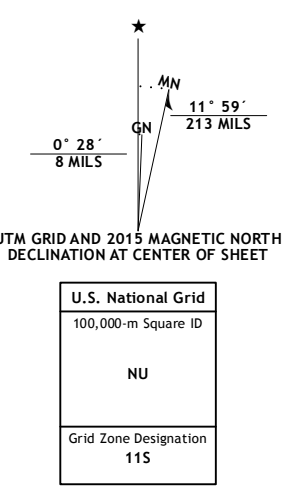 ★
MN
11° 59´
213 MILS
GN
0° 28´
8 MILS
UTM GRID AND 2015 MAGNETIC NORTH
DECLINATION AT CENTER OF SHEET
U.S. National Grid
100,000-m Square ID
NU
Grid Zone Designation
11S